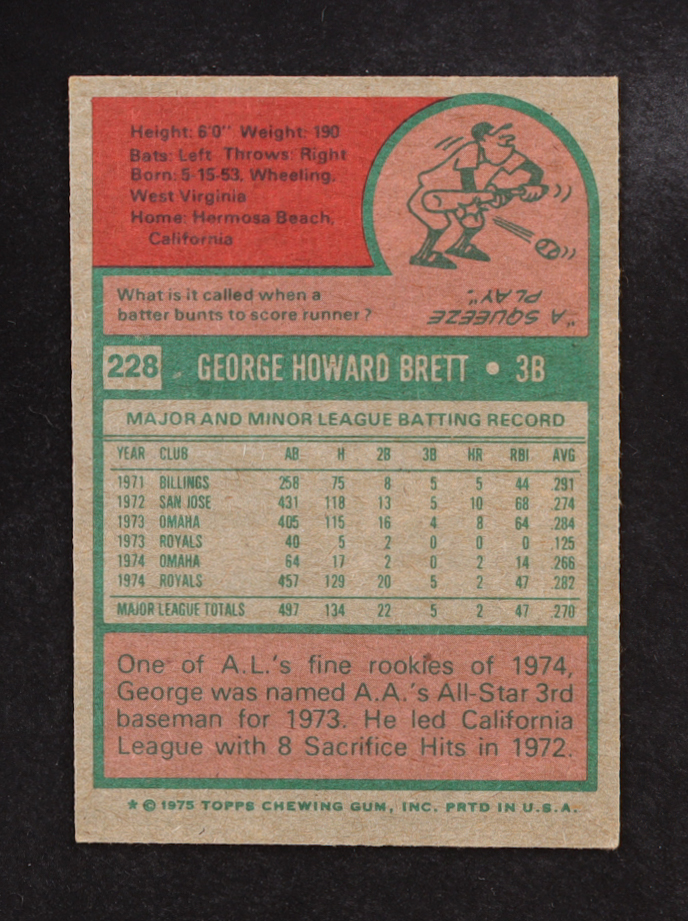 Height: 6'0" Weight: 190
Bats: Left Throws: Right
Born: 5-15-53, Wheeling,
West Virginia
Home: Hermosa Beach,
California
What is it called when a
batter bunts to score runner?
"A SQUEEZE
PLAY".
228 GEORGE HOWARD BRETT • 3B
MAJOR AND MINOR LEAGUE BATTING RECORD
YEAR CLUB AB H 2B 3B HR RBI AVG
1971 BILLINGS 258 75 8 5 5 44 291
1972 SAN JOSE 431 118 13 5 10 68 274
1973 OMAHA 405 115 16 4 8 64 284
1973 ROYALS 40 5 2 0 0 0 125
1974 OMAHA 64 17 2 0 2 14 266
1974 ROYALS 457 129 20 5 2 47 282
MAJOR LEAGUE TOTALS 497 134 22 5 2 47 270
One of A.L.'s fine rookies of 1974,
George was named A.A.'s All-Star 3rd
baseman for 1973. He led California
League with 8 Sacrifice Hits in 1972.
* © 1975 TOPPS CHEWING GUM, INC. PRTD IN U.S.A.